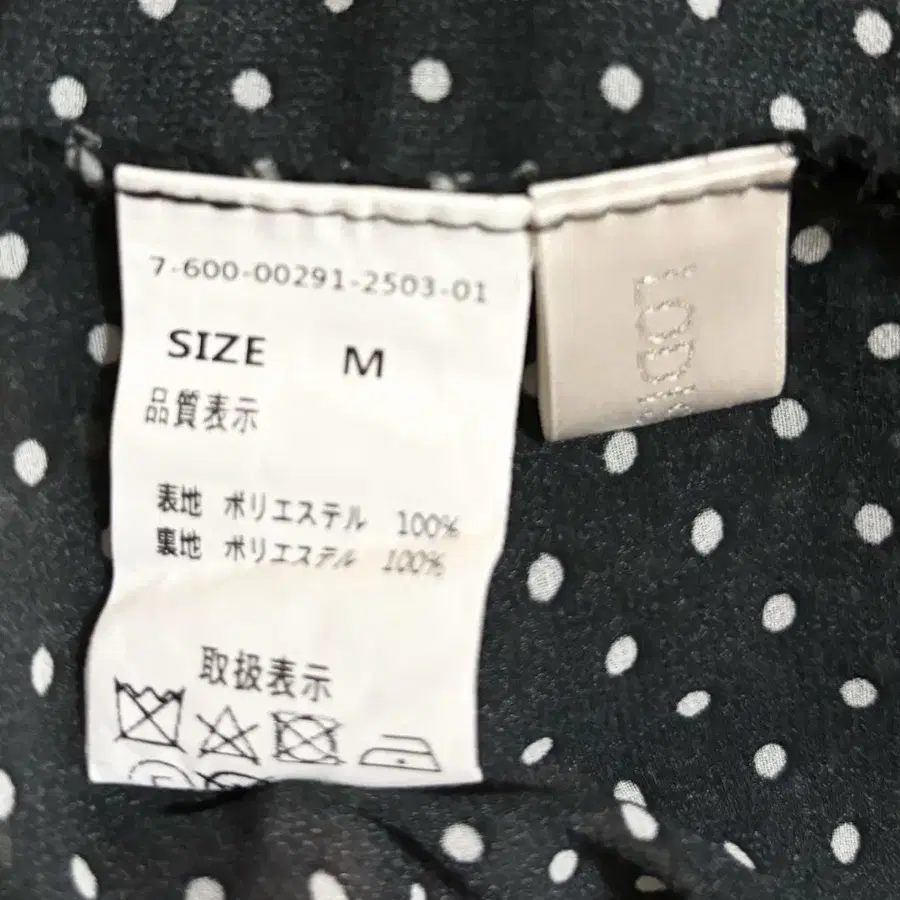 7-600-00291-2503-01
SIZE M
品質表示
表地 ポリエステル 100%
裏地 ポリエステル 100%
取扱表示